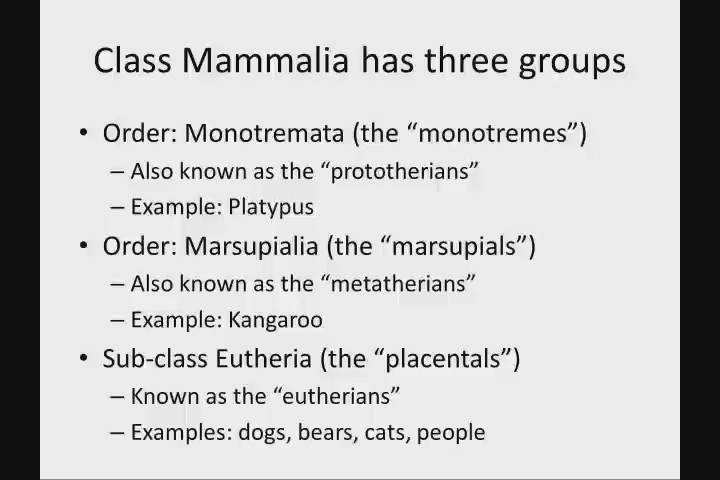 Class Mammalia has three groups
• Order: Monotremata (the “monotremes”)
– Also known as the “prototherians”
– Example: Platypus
• Order: Marsupialia (the “marsupials”)
– Also known as the “metatherians”
– Example: Kangaroo
• Sub-class Eutheria (the “placentals”)
– Known as the “eutherians”
– Examples: dogs, bears, cats, people